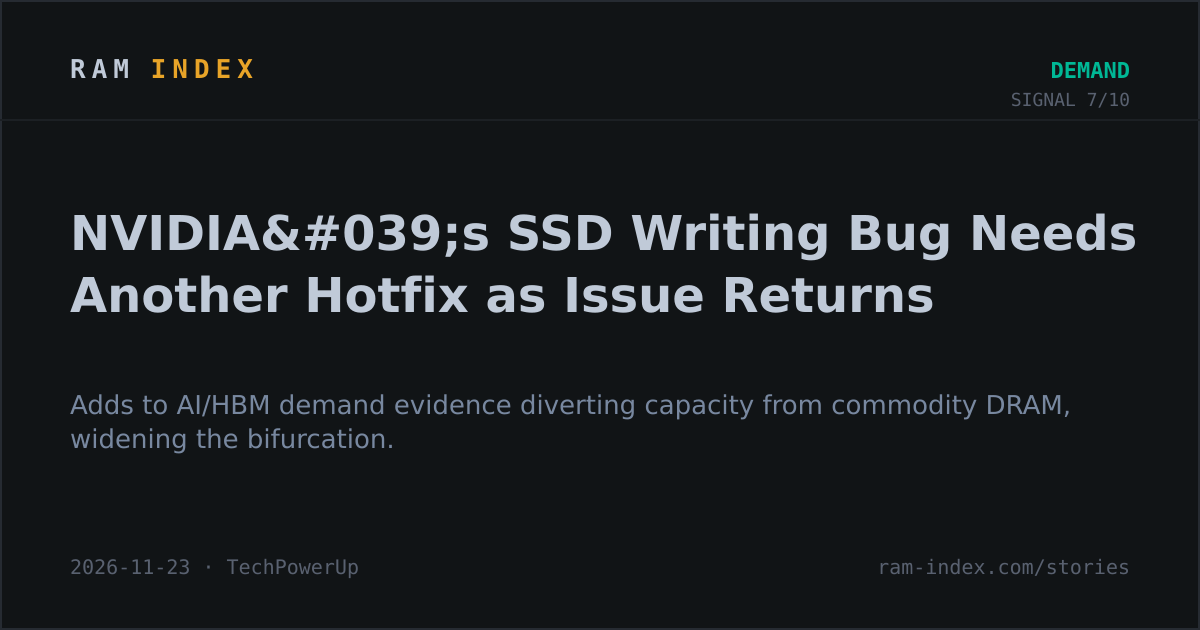 RAM INDEX
DEMAND
SIGNAL 7/10
NVIDIA&#039;s SSD Writing Bug Needs
Another Hotfix as Issue Returns
Adds to AI/HBM demand evidence diverting capacity from commodity DRAM,
widening the bifurcation.
2026-11-23 · TechPowerUp
ram-index.com/stories